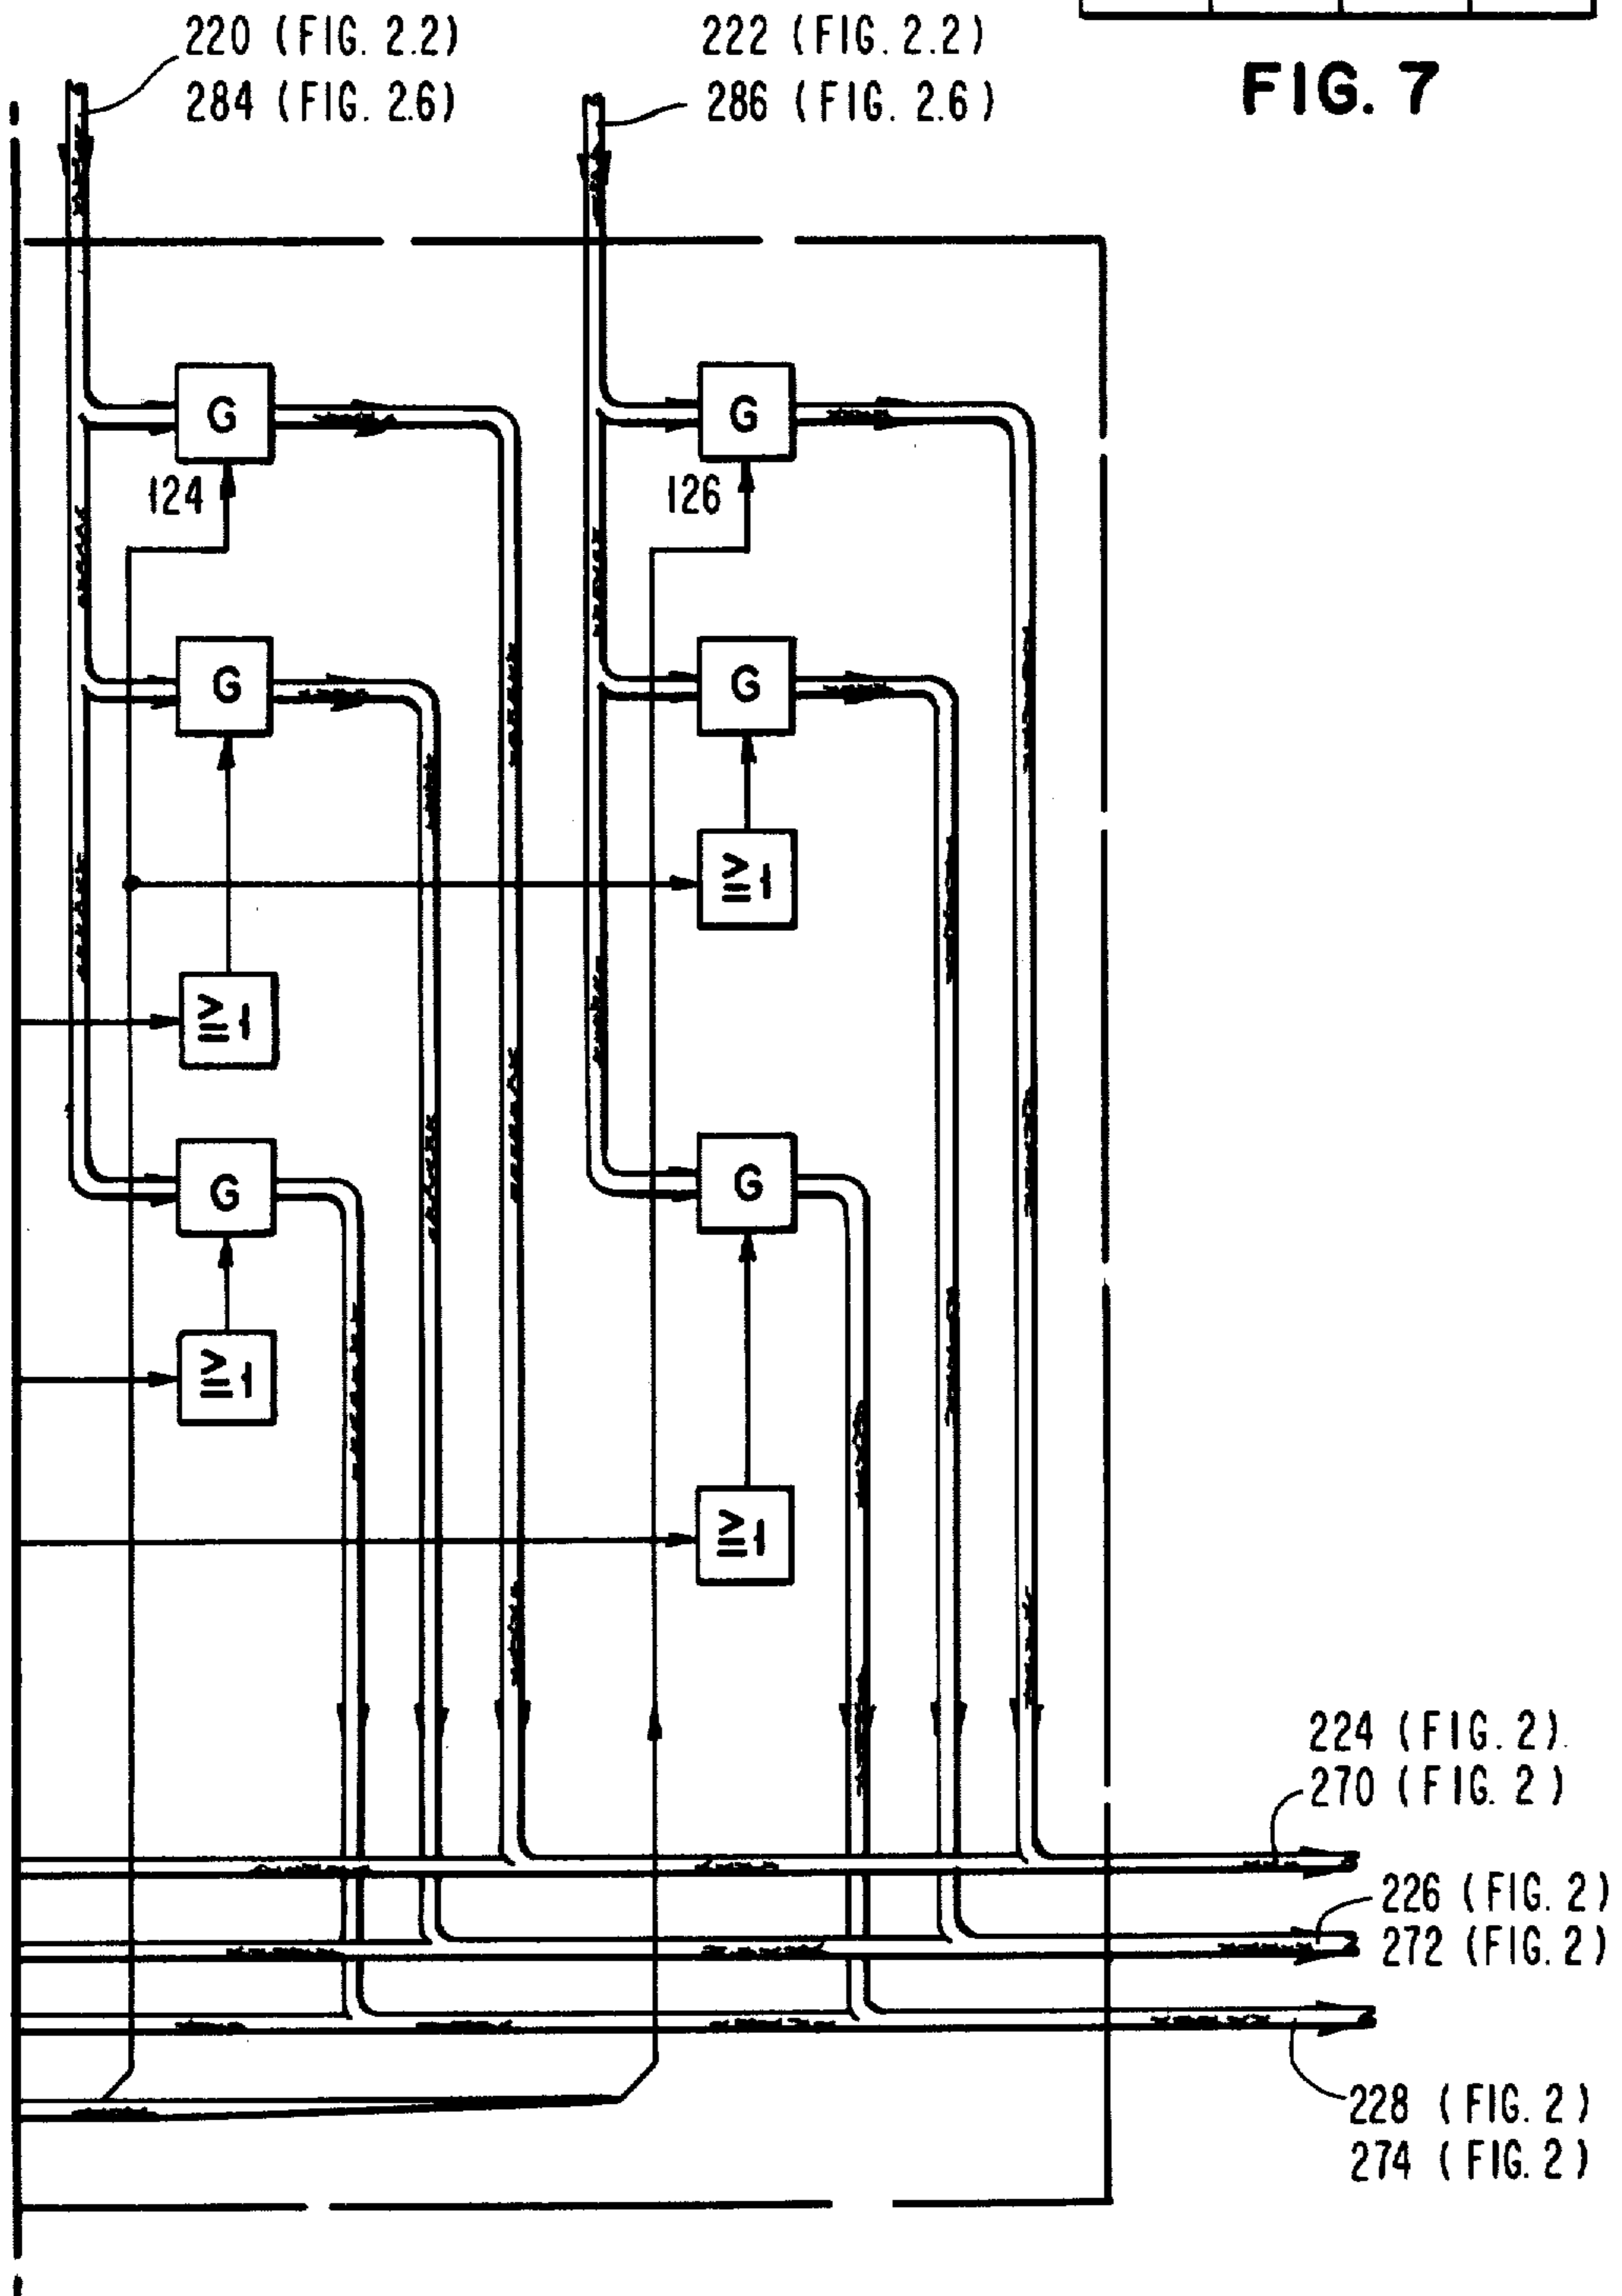 220 (FIG. 2.2)
284 (FIG. 2.6)
222 (FIG. 2.2)
286 (FIG. 2.6)
FIG. 7
G
G
124
126
G
G
≥1
≥1
G
G
≥1
≥1
224 (FIG. 2)
270 (FIG. 2)
226 (FIG. 2)
272 (FIG. 2)
228 (FIG. 2)
274 (FIG. 2)